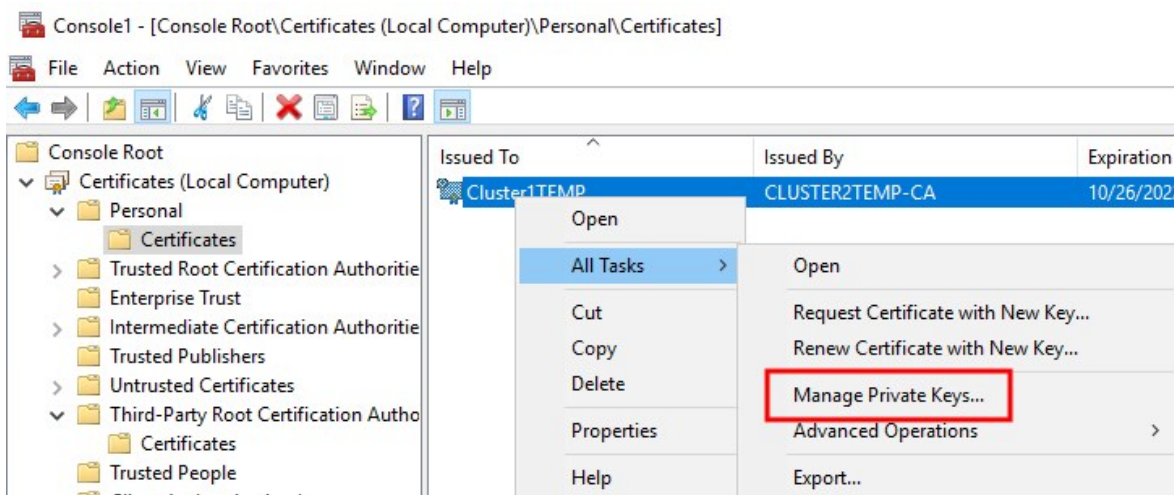 Console1 - [Console Root\Certificates (Local Computer)\Personal\Certificates]
File Action View Favorites Window Help
Console Root
Certificates (Local Computer)
Personal
Certificates
Trusted Root Certification Authoritie
Enterprise Trust
Intermediate Certification Authoritie
Trusted Publishers
Untrusted Certificates
Third-Party Root Certification Autho
Certificates
Trusted People
Issued To Issued By Expiration
Cluster1TEMP CLUSTER2TEMP-CA 10/26/202
Open
All Tasks
Cut
Copy
Delete
Properties
Help
Open
Request Certificate with New Key...
Renew Certificate with New Key...
Manage Private Keys...
Advanced Operations
Export...